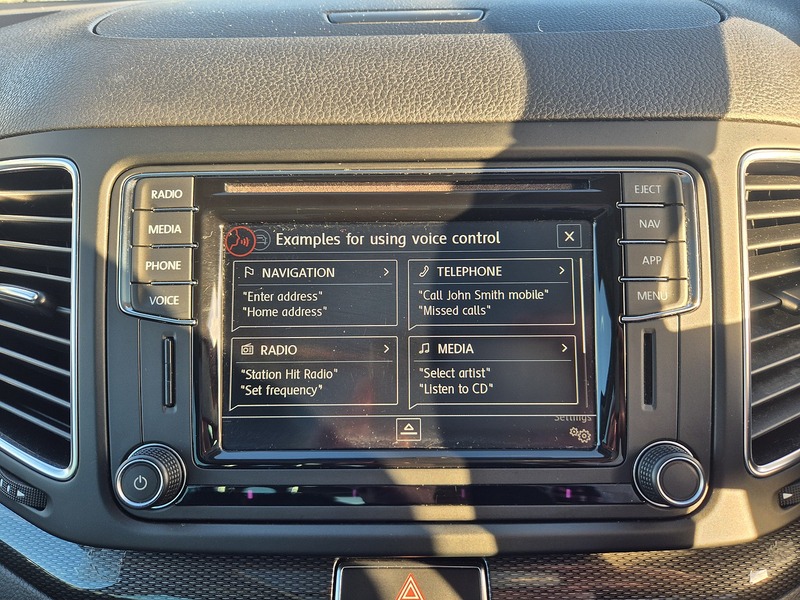 RADIO
MEDIA
PHONE
VOICE
EJECT
NAV
APP
MENU
Examples for using voice control
NAVIGATION
"Enter address"
"Home address"
TELEPHONE
"Call John Smith mobile"
"Missed calls"
RADIO
"Station Hit Radio"
"Set frequency"
MEDIA
"Select artist"
"Listen to CD"
Settings